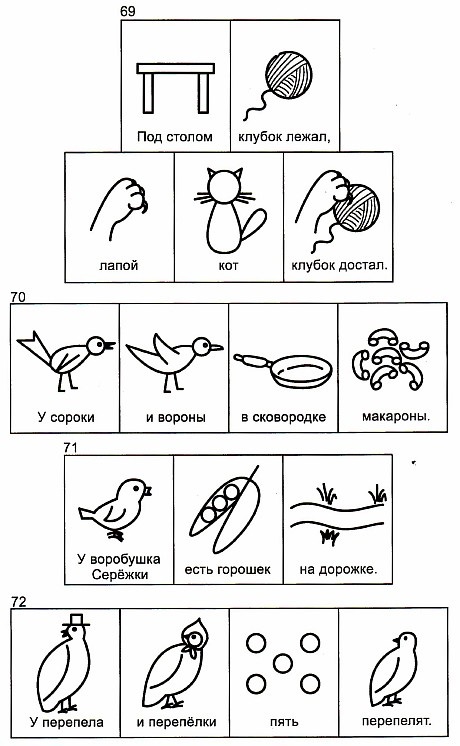 69
Под столом клубок лежал,
лапой кот клубок достал.
70
У сороки и вороны в сковородке макароны.
71
У воробушка есть горошек на дорожке.
Серёжки
72
У перепела и перепёлки пять перепелят.